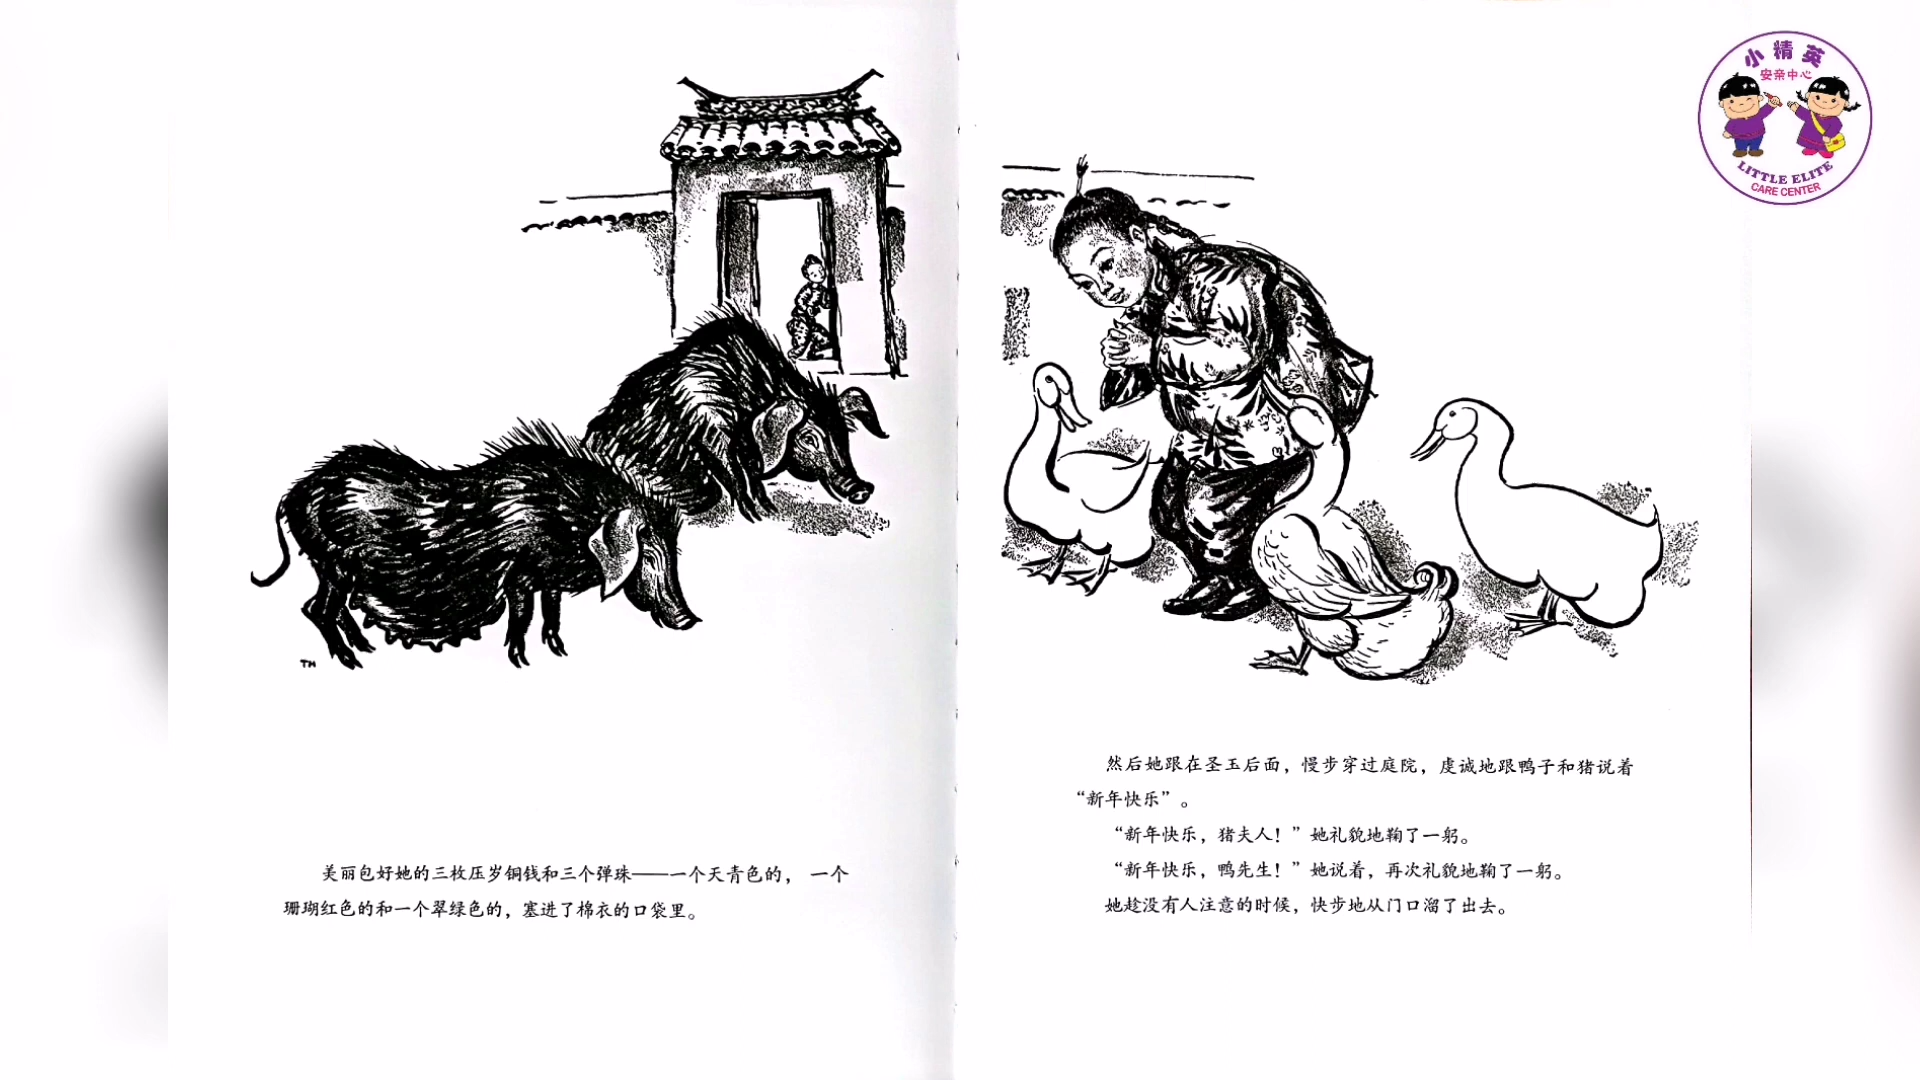 小精英
安亲中心
LITTLE ELITE
CARE CENTER
TH
美丽包好她的三枚压岁铜钱和三个弹珠——一个天青色的， 一个
珊瑚红色的和一个翠绿色的，塞进了棉衣的口袋里。
然后她跟在圣玉后面，慢步穿过庭院，虔诚地跟鸭子和猪说着
“新年快乐”。
“新年快乐，猪夫人！”她礼貌地鞠了一躬。
“新年快乐，鸭先生！”她说着，再次礼貌地鞠了一躬。
她趁没有人注意的时候，快步地从门口溜了出去。